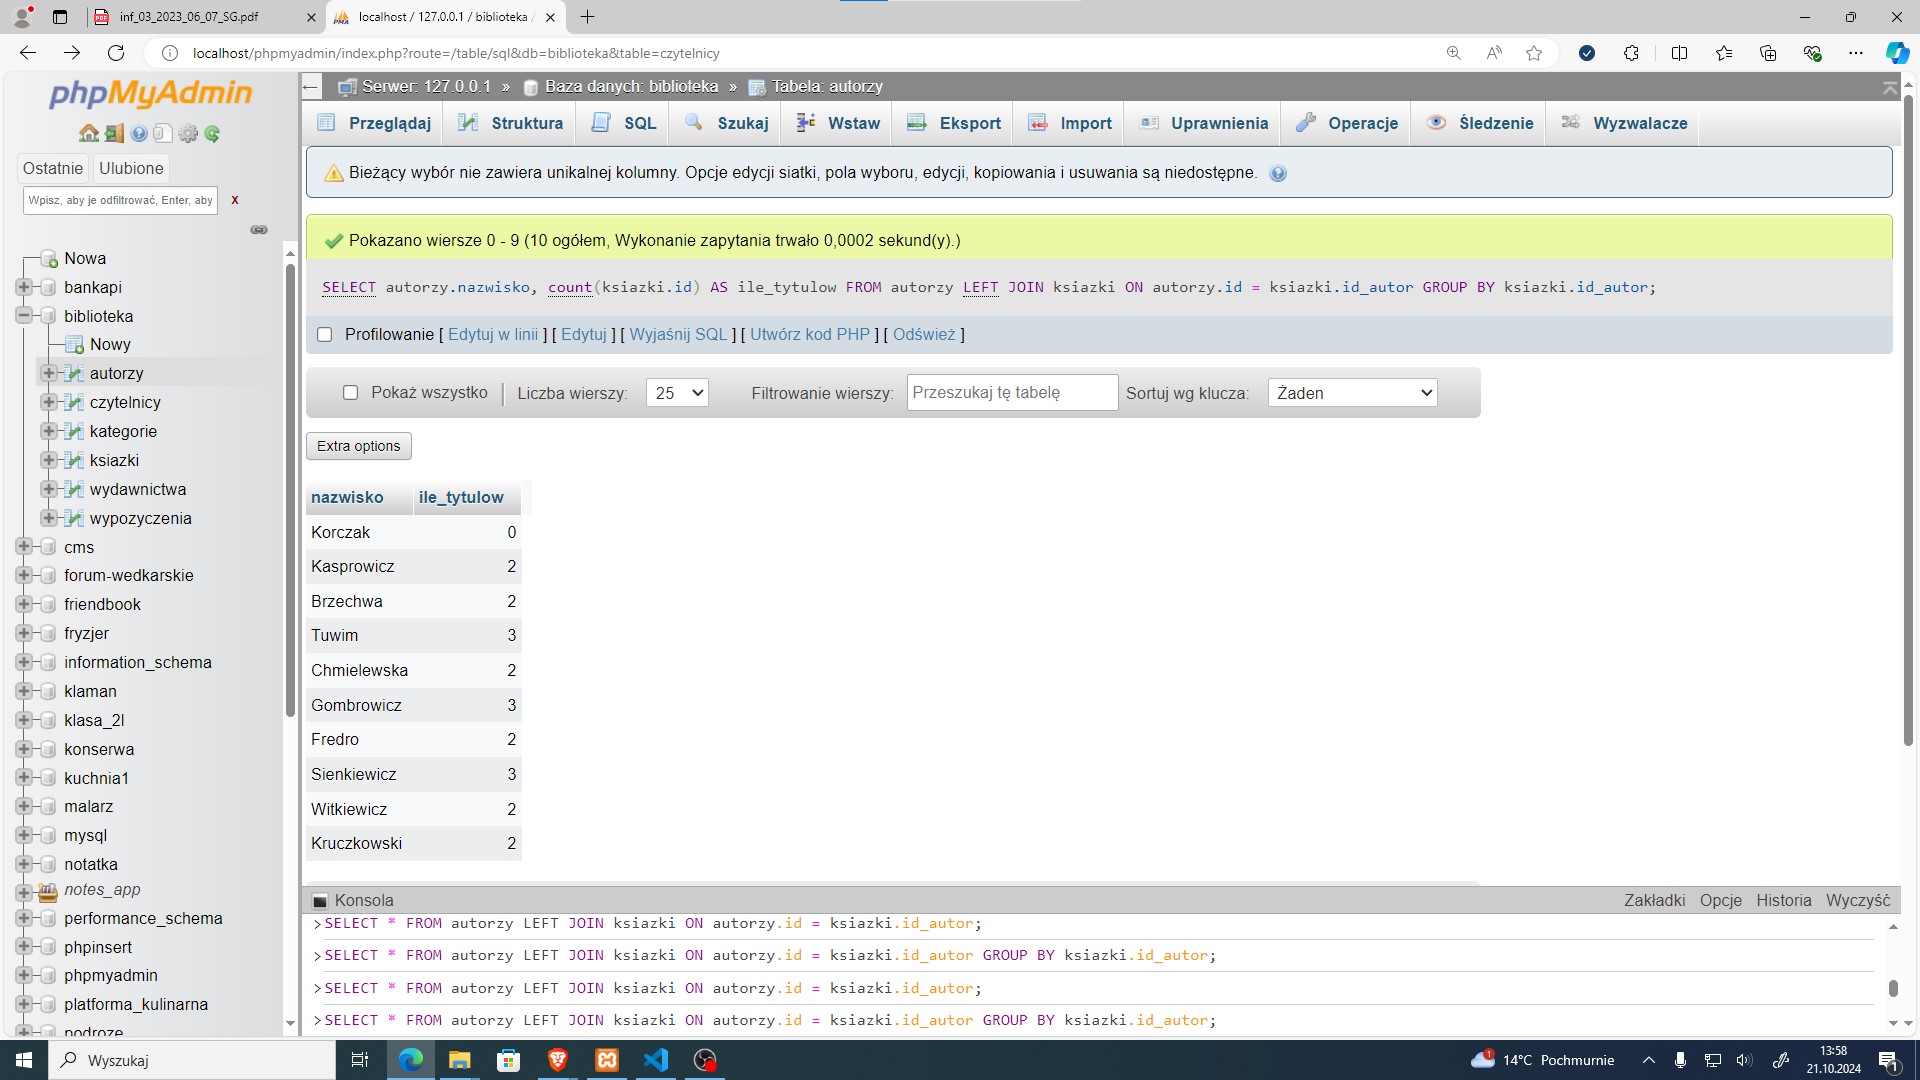 inf_03_2023_06_07_SG.pdf
localhost / 127.0.0.1 / biblioteka /
localhost/phpmyadmin/index.php?route=/table/sql&db=biblioteka&table=czytelnicy
phpMyAdmin
Ostatnie Ulubione
Wpisz, aby je odfiltrować, Enter, aby X
Nowa
bankapi
biblioteka
Nowy
autorzy
czytelnicy
kategorie
ksiazki
wydawnictwa
wypozyczenia
cms
forum-wedkarskie
friendbook
fryzjer
information_schema
klaman
klasa_2l
konserwa
kuchnia1
malarz
mysql
notatka
notes_app
performance_schema
phpinsert
phpmyadmin
platforma_kulinarna
podroze
Serwer: 127.0.0.1 » Baza danych: biblioteka » Tabela: autorzy
Przeglądaj Struktura SQL Szukaj Wstaw Eksport Import Uprawnienia Operacje Śledzenie Wyzwalacze
Bieżący wybór nie zawiera unikalnej kolumny. Opcje edycji siatki, pola wyboru, edycji, kopiowania i usuwania są niedostępne.
Pokazano wiersze 0 - 9 (10 ogółem, Wykonanie zapytania trwało 0,0002 sekund(y).)
SELECT autorzy.nazwisko, count(ksiazki.id) AS ile_tytulow FROM autorzy LEFT JOIN ksiazki ON autorzy.id = ksiazki.id_autor GROUP BY ksiazki.id_autor;
Profilowanie [ Edytuj w linii ] [ Edytuj ] [ Wyjaśnij SQL ] [ Utwórz kod PHP ] [ Odśwież ]
Pokaż wszystko Liczba wierszy: 25 Filtrowanie wierszy: Przeszukaj tę tabelę Sortuj wg klucza: Żaden
Extra options
nazwisko ile_tytulow
Korczak 0
Kasprowicz 2
Brzechwa 2
Tuwim 3
Chmielewska 2
Gombrowicz 3
Fredro 2
Sienkiewicz 3
Witkiewicz 2
Kruczkowski 2
Konsola Zakładki Opcje Historia Wyczyść
>SELECT * FROM autorzy LEFT JOIN ksiazki ON autorzy.id = ksiazki.id_autor;
>SELECT * FROM autorzy LEFT JOIN ksiazki ON autorzy.id = ksiazki.id_autor GROUP BY ksiazki.id_autor;
>SELECT * FROM autorzy LEFT JOIN ksiazki ON autorzy.id = ksiazki.id_autor;
>SELECT * FROM autorzy LEFT JOIN ksiazki ON autorzy.id = ksiazki.id_autor GROUP BY ksiazki.id_autor;
Wyszukaj
1 14°C Pochmurnie
13:58
21.10.2024
1